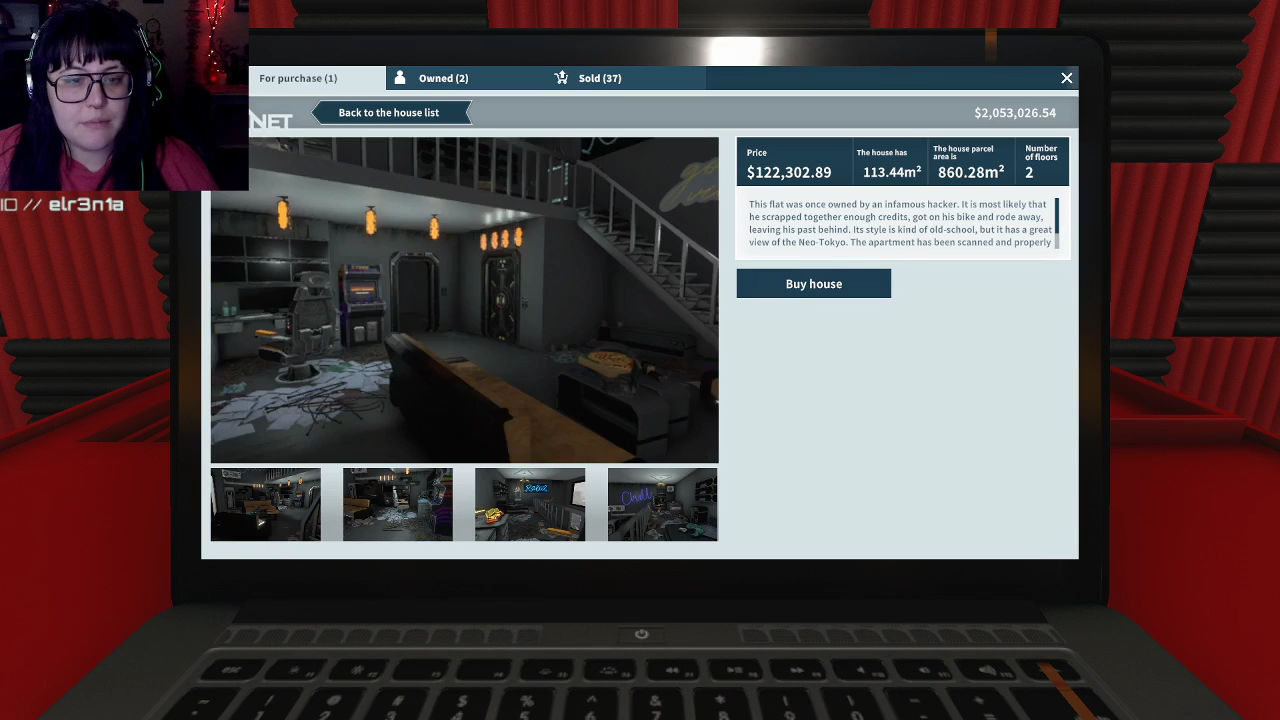 For purchase (1)
Owned (2)
Sold (37)
NET
Back to the house list
$2,053,026.54
Price
$122,302.89
The house has
113.44m²
The house parcel
area is
860.28m²
Number
of floors
2
This flat was once owned by an infamous hacker. It is most likely that
he scrapped together enough credits, got on his bike and rode away,
leaving his past behind. Its style is kind of old-school, but it has a great
view of the Neo-Tokyo. The apartment has been scanned and properly
Buy house
// elr3n1a
Chill
esc
$
%
^
&
*